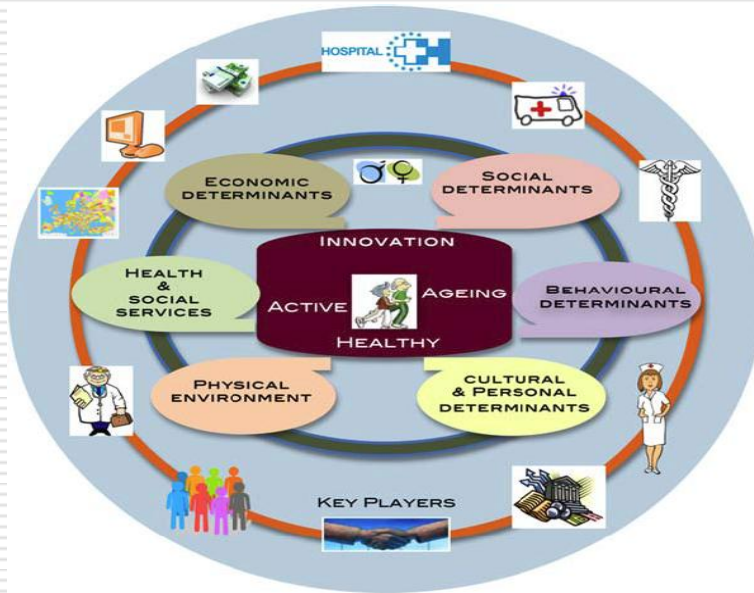 HOSPITAL
ECONOMIC
DETERMINANTS
SOCIAL
DETERMINANTS
INNOVATION
HEALTH
&
SOCIAL
SERVICES
ACTIVE
AGEING
HEALTHY
BEHAVIOURAL
DETERMINANTS
PHYSICAL
ENVIRONMENT
CULTURAL
& PERSONAL
DETERMINANTS
KEY PLAYERS